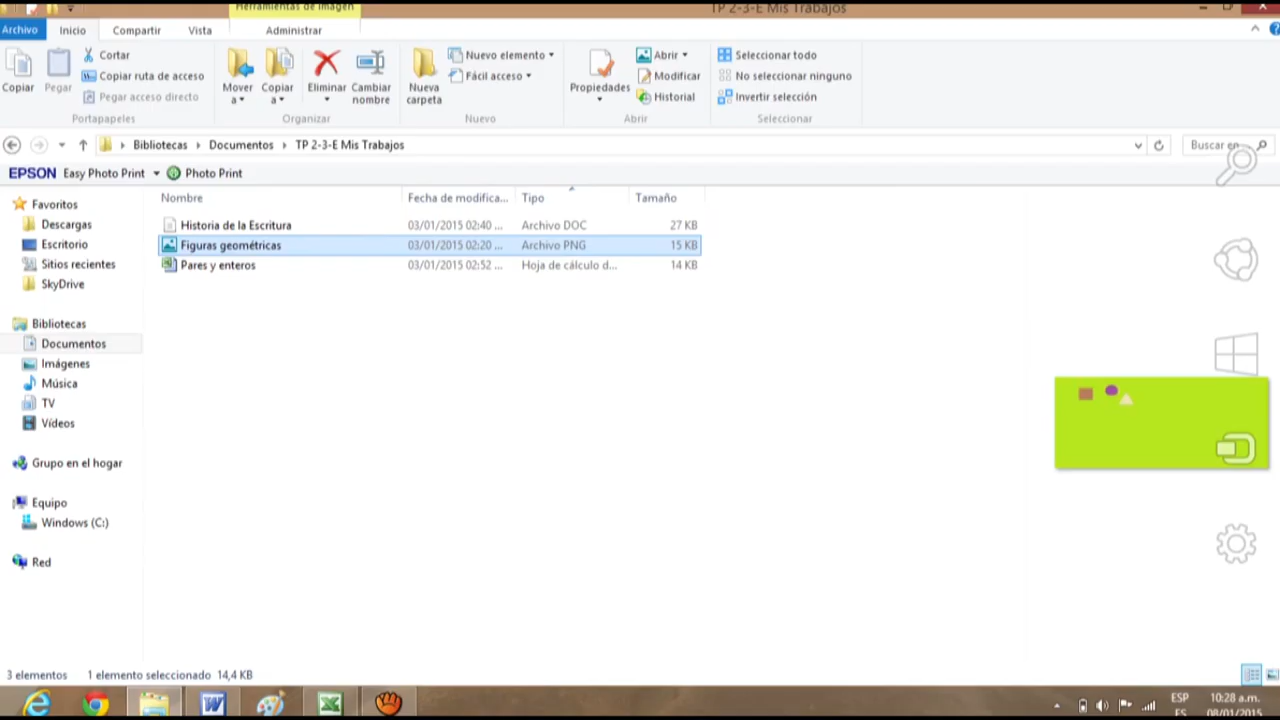 Herramientas de imagen
TP 2-3-E Mis Trabajos
Archivo Inicio Compartir Vista Administrar
Copiar
Pegar
Cortar
Copiar ruta de acceso
Pegar acceso directo
Portapapeles
Mover a
Copiar a
Eliminar
Cambiar nombre
Organizar
Nueva carpeta
Nuevo elemento
Fácil acceso
Nuevo
Propiedades
Abrir
Modificar
Historial
Abrir
Seleccionar todo
No seleccionar ninguno
Invertir selección
Seleccionar
Bibliotecas Documentos TP 2-3-E Mis Trabajos
Buscar en
EPSON Easy Photo Print Photo Print
Nombre Fecha de modifica... Tipo Tamaño
Historia de la Escritura 03/01/2015 02:40 ... Archivo DOC 27 KB
Figuras geométricas 03/01/2015 02:20 ... Archivo PNG 15 KB
Pares y enteros 03/01/2015 02:52 ... Hoja de cálculo d... 14 KB
Favoritos
Descargas
Escritorio
Sitios recientes
SkyDrive
Bibliotecas
Documentos
Imágenes
Música
TV
Vídeos
Grupo en el hogar
Equipo
Windows (C:)
Red
3 elementos 1 elemento seleccionado 14,4 KB
ESP
ES
10:28 a.m.
08/01/2015